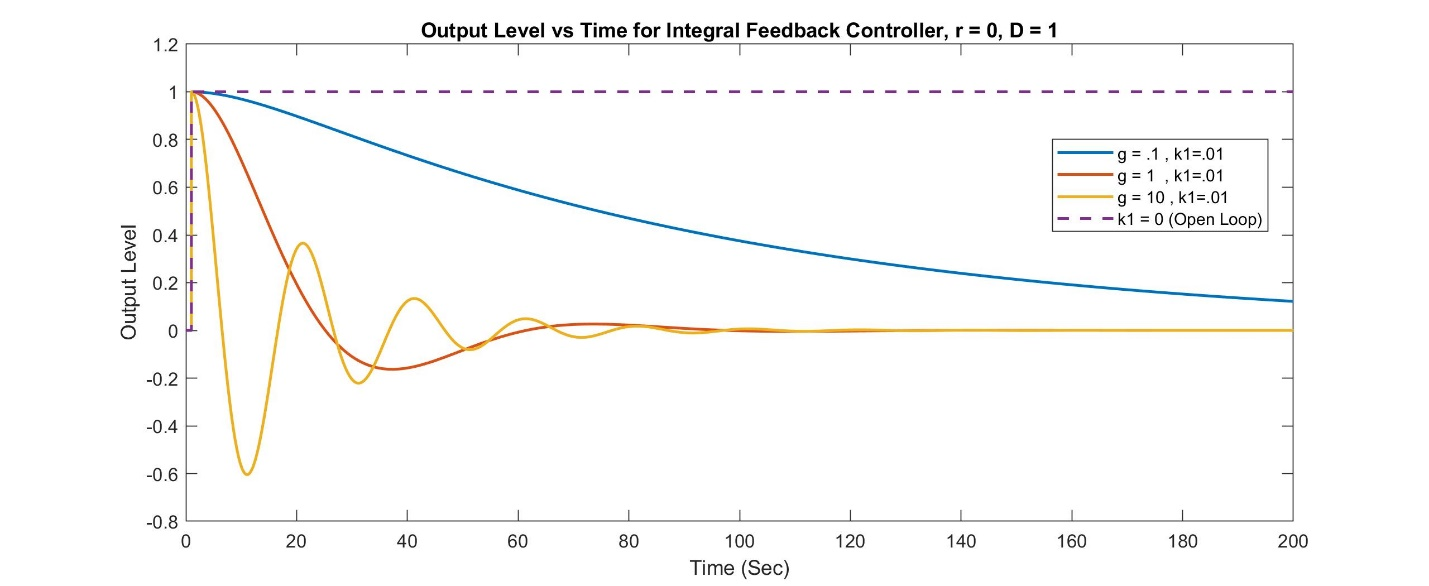 Output Level vs Time for Integral Feedback Controller, r = 0, D = 1
1.2
1
0.8
0.6
0.4
0.2
0
-0.2
-0.4
-0.6
-0.8
Output Level
g = .1 , k1=.01
g = 1 , k1=.01
g = 10 , k1=.01
k1 = 0 (Open Loop)
0 20 40 60 80 100 120 140 160 180 200
Time (Sec)